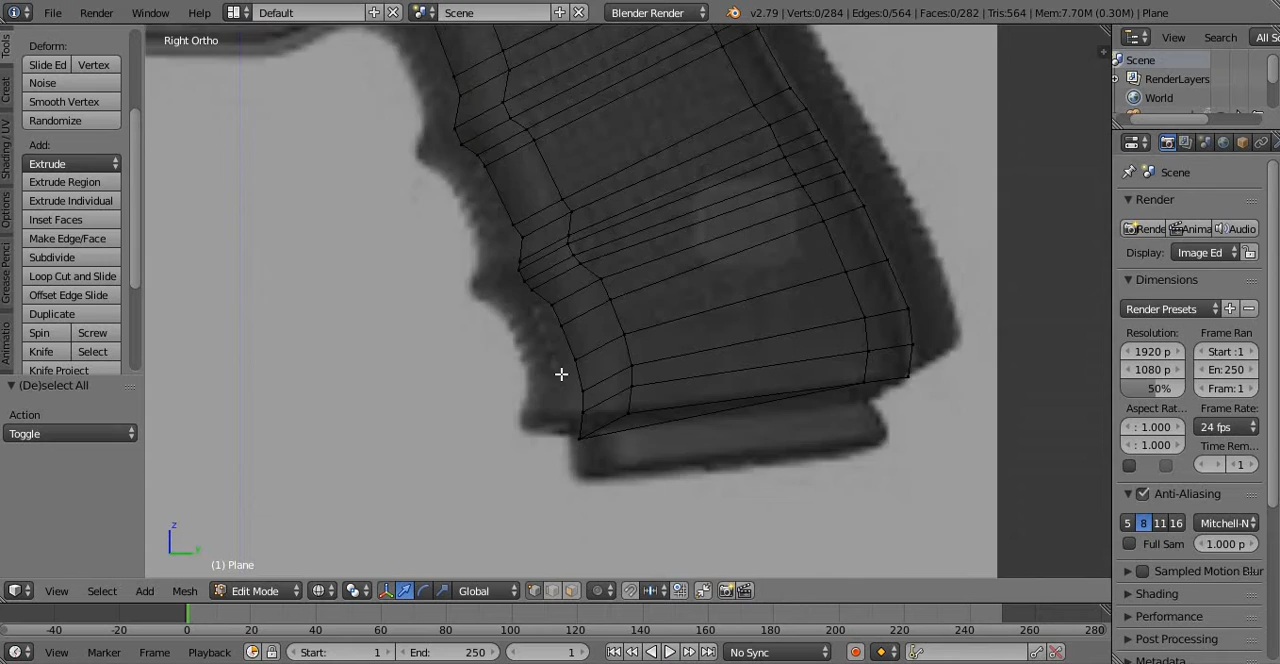 File Render Window Help Default Scene Blender Render v2.79 | Verts:0/284 | Edges:0/564 | Faces:0/282 | Tris:564 | Mem:7.70M (0.30M) | Plane
Right Ortho
View Search All Sc
Tools
Creat
Shading / UV
Options
Grease Pencil
Animatio
Deform:
Slide Ed Vertex
Noise
Smooth Vertex
Randomize
Add:
Extrude
Extrude Region
Extrude Individual
Inset Faces
Make Edge/Face
Subdivide
Loop Cut and Slide
Offset Edge Slide
Duplicate
Spin Screw
Knife Select
Knife Project
(De)select All
Action
Toggle
z
y
(1) Plane
Scene
RenderLayers
World
Scene
Render
Rende Anima Audio
Display: Image Ed
Dimensions
Render Presets
Resolution: Frame Ran
1920 p Start :1
1080 p En: 250
50% Fram: 1
Aspect Rat... Frame Rate:
: 1.000 24 fps
: 1.000 Time Rem...
1
Anti-Aliasing
5 8 11 16 Mitchell-N
Full Sam 1.000 p
Sampled Motion Blur
Shading
Performance
Post Processing
Metadata
View Select Add Mesh Edit Mode Global
-40 -20 0 20 40 60 80 100 120 140 160 180 200 220 240 260 280
View Marker Frame Playback Start: 1 End: 250 1 No Sync